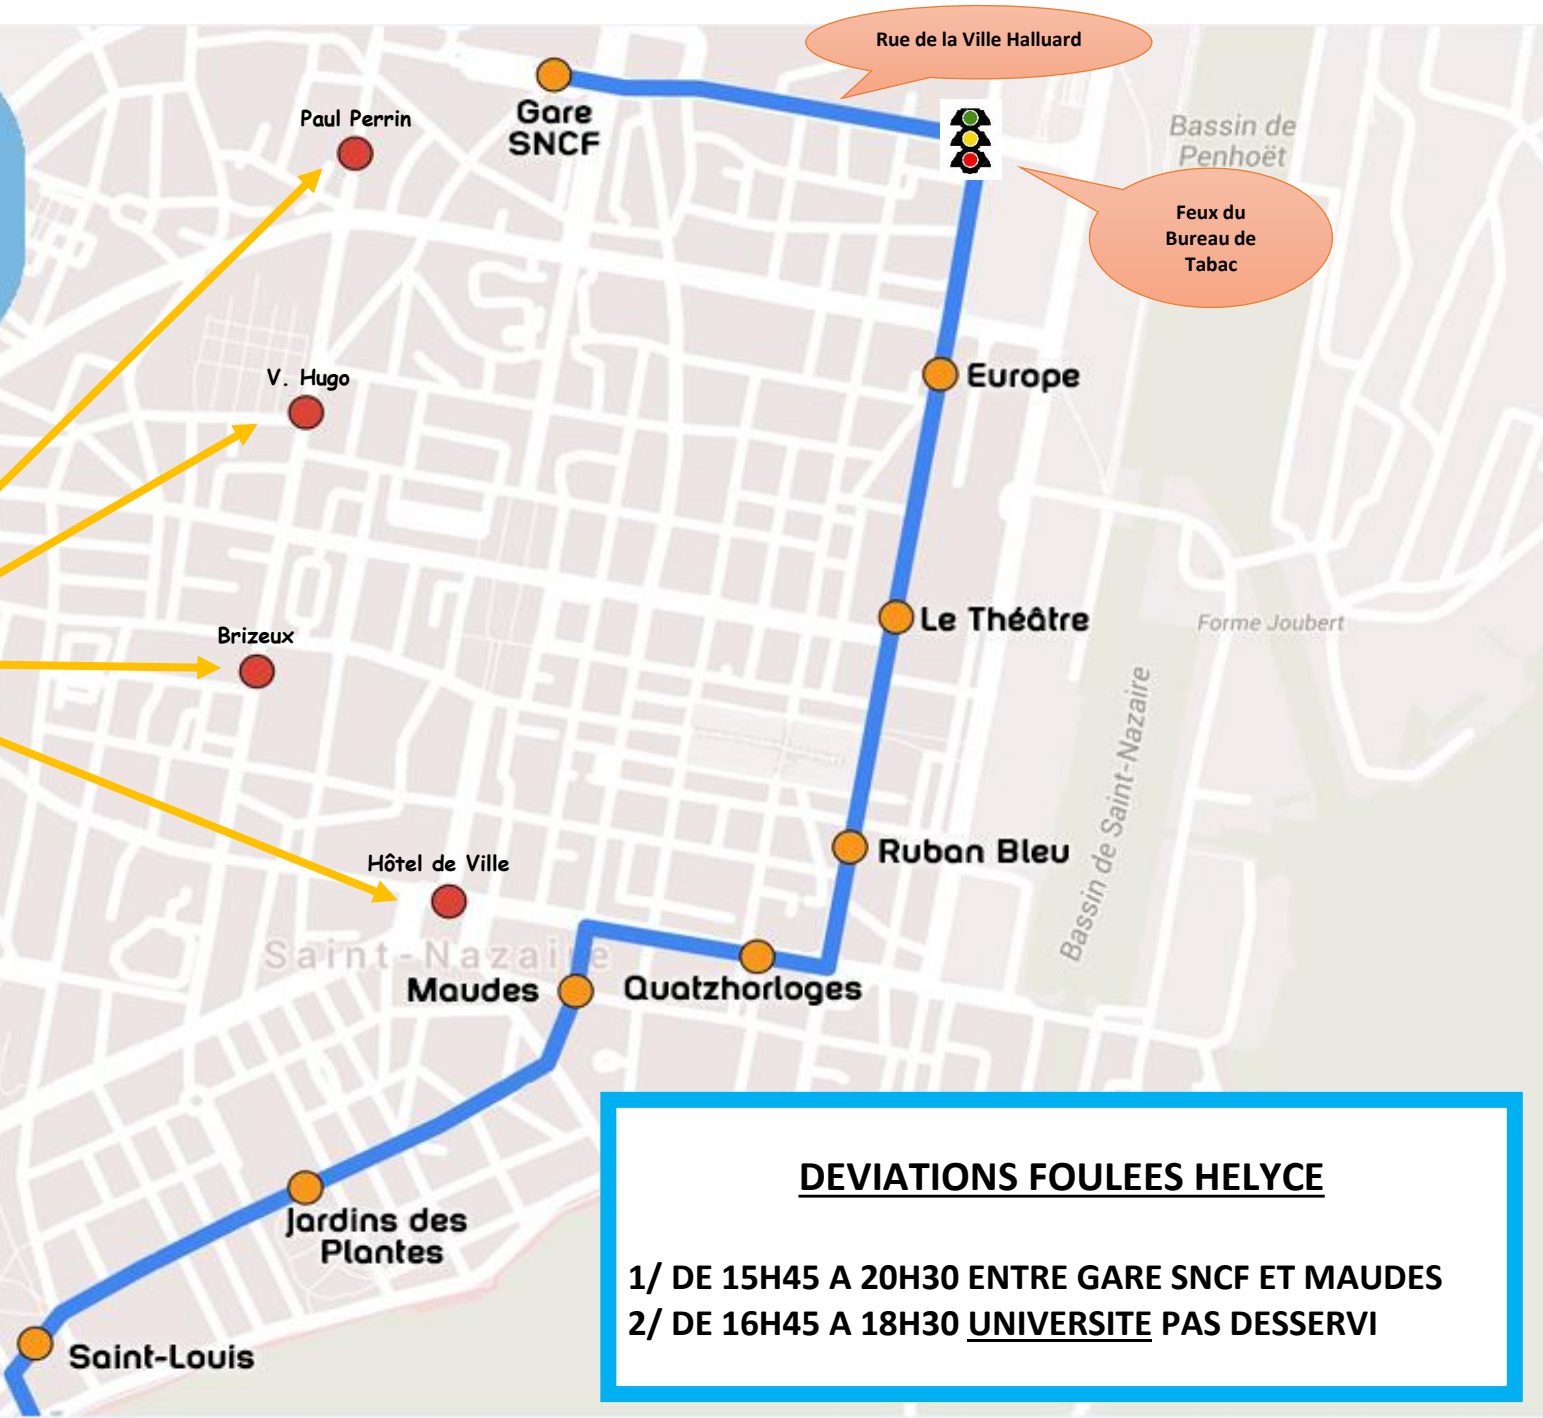 Rue de la Ville Halluard
Gare
SNCF
Paul Perrin
Bassin de
Penhoët
Feux du
Bureau de
Tabac
V. Hugo
Europe
Le Théâtre
Forme Joubert
Brizeux
Bassin de Saint-Nazaire
Ruban Bleu
Hôtel de Ville
Saint-Nazaire
Maudes
Quatzhorloges
Jardins des
Plantes
Saint-Louis
DEVIATIONS FOULEES HELYCE
1/ DE 15H45 A 20H30 ENTRE GARE SNCF ET MAUDES
2/ DE 16H45 A 18H30 UNIVERSITE PAS DESSERVI